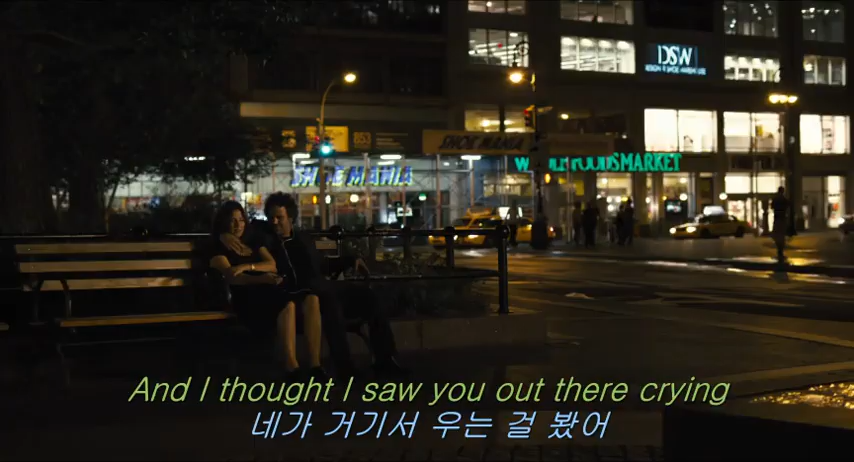 DSW
SHOE MANIA
SHOE MANIA
WHOLE FOODS MARKET
And I thought I saw you out there crying
네가 거기서 우는 걸 봤어